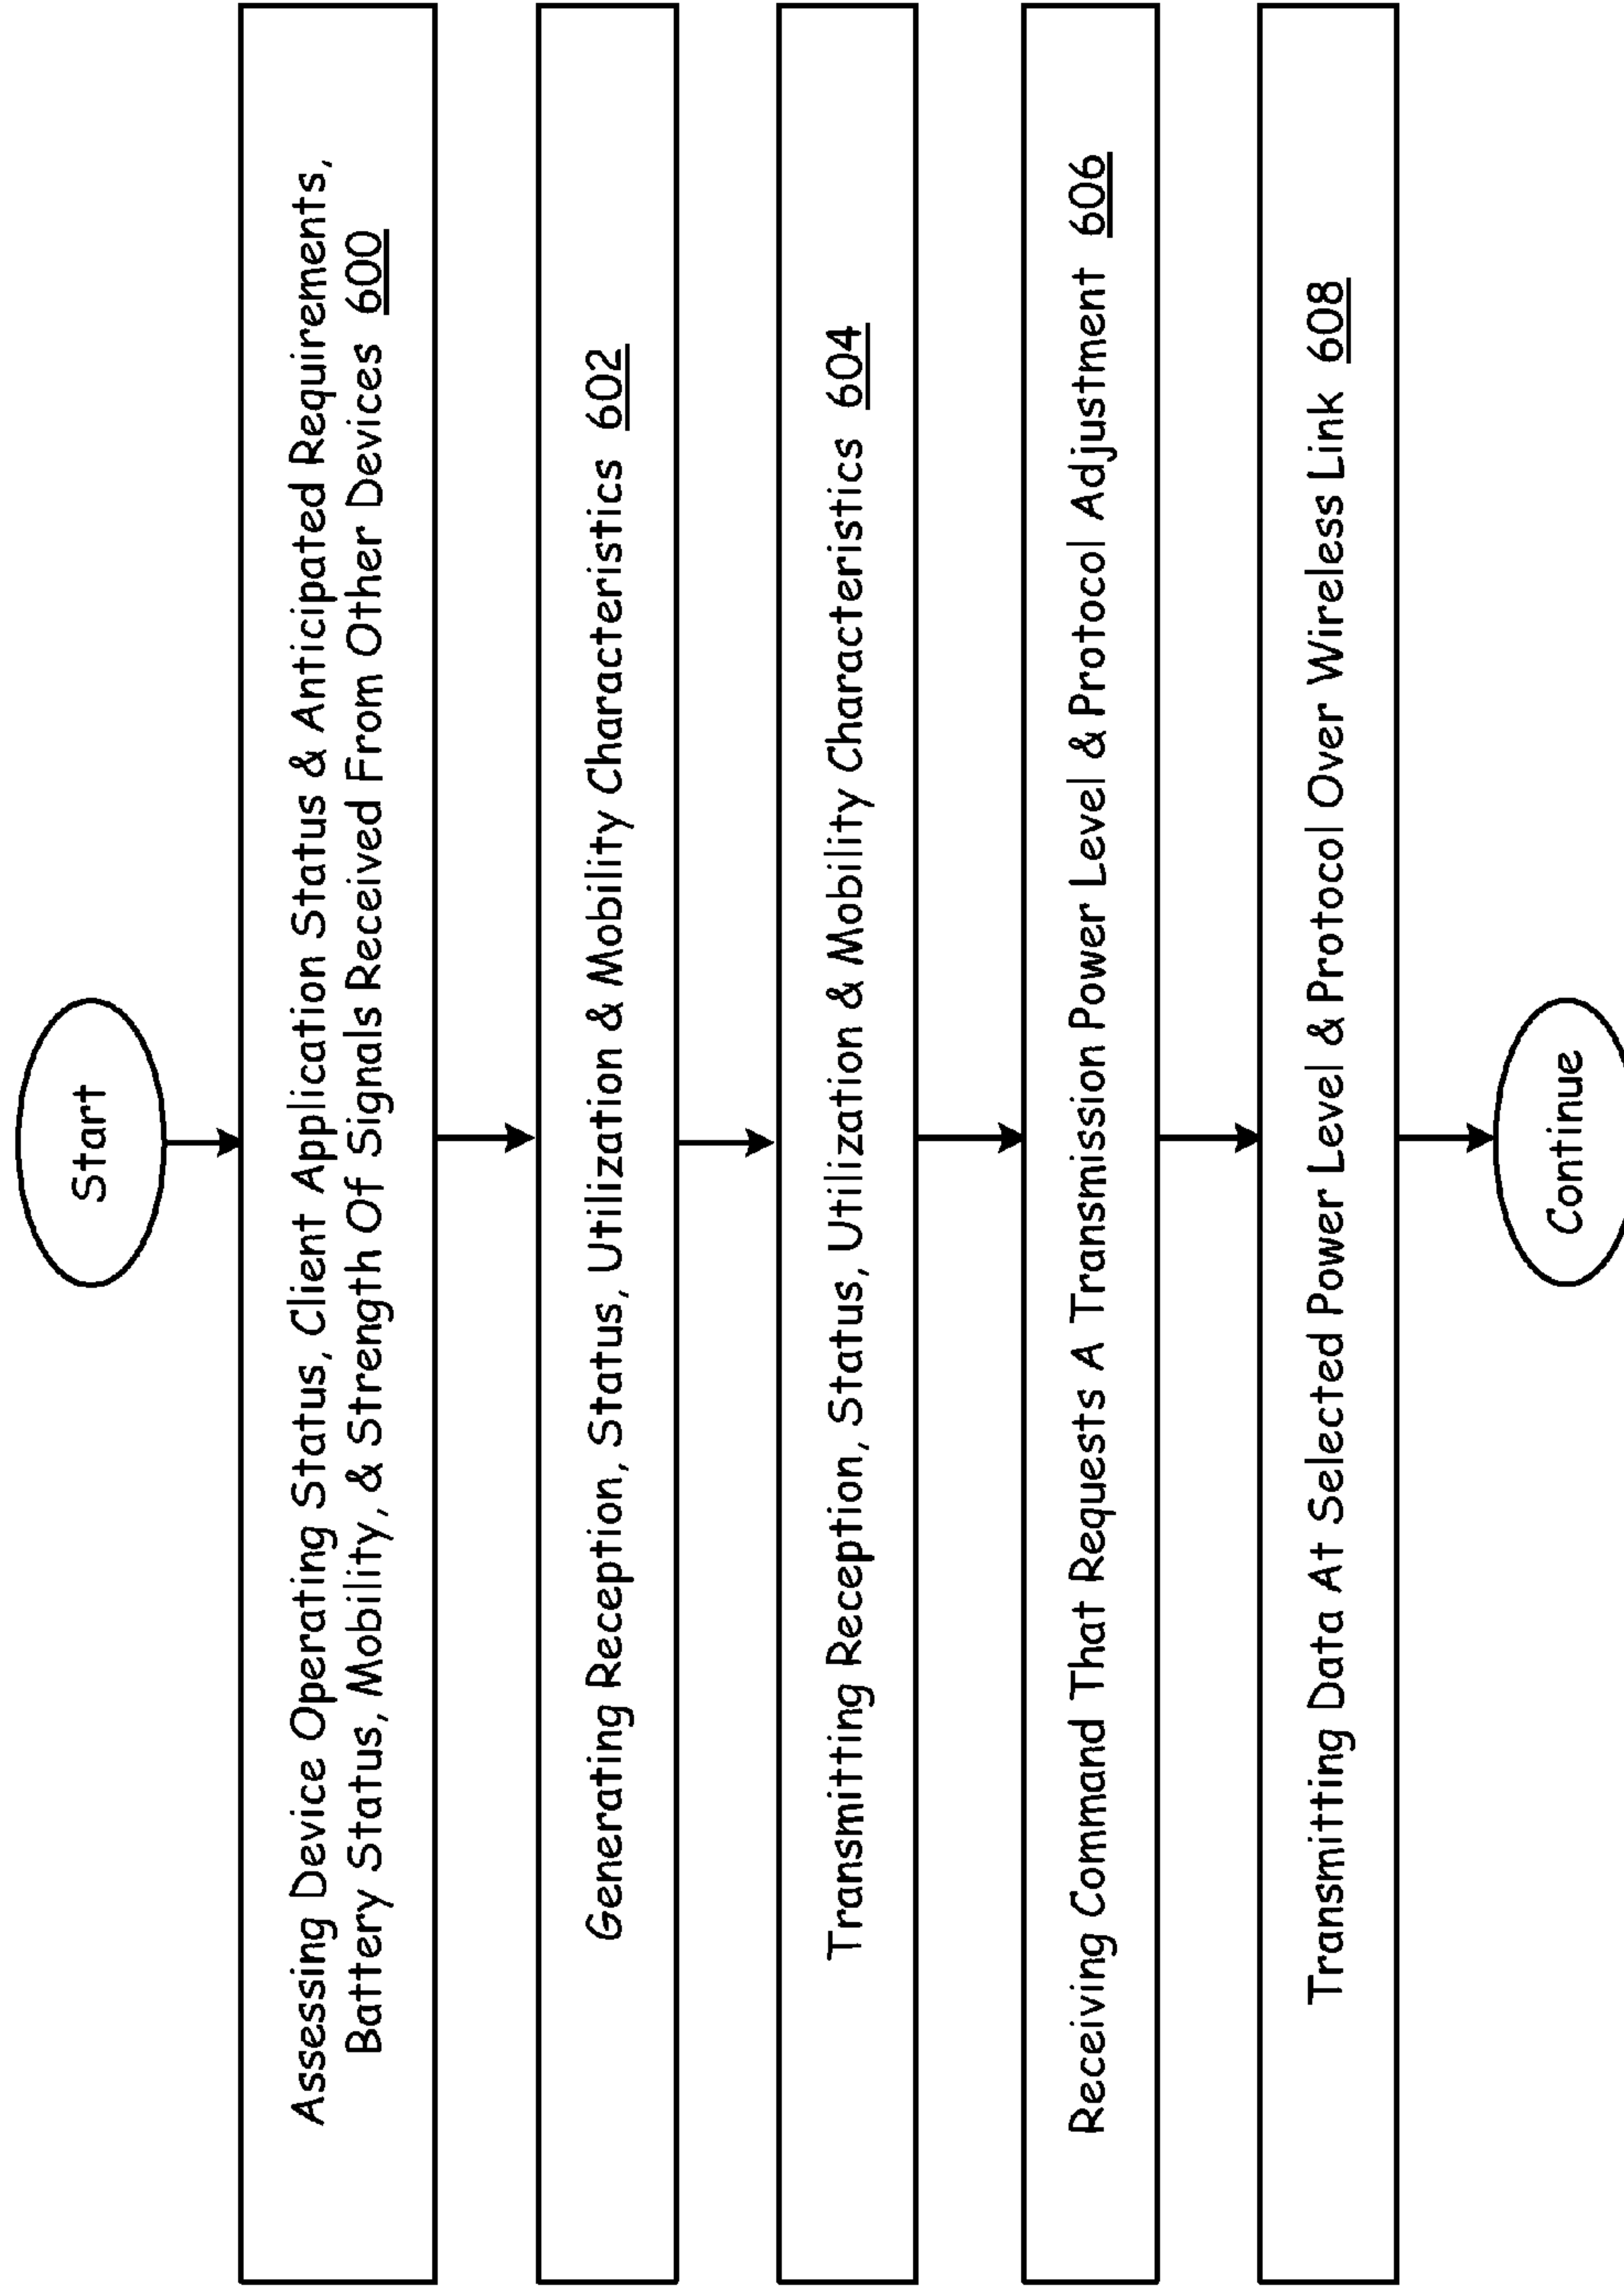 Start
Assessing Device Operating Status, Client Application Status & Anticipated Requirements,
Battery Status, Mobility, & Strength Of Signals Received From Other Devices 600
Generating Reception, Status, Utilization & Mobility Characteristics 602
Transmitting Reception, Status, Utilization & Mobility Characteristics 604
Receiving Command That Requests A Transmission Power Level & Protocol Adjustment 606
Transmitting Data At Selected Power Level & Protocol Over Wireless Link 608
Continue